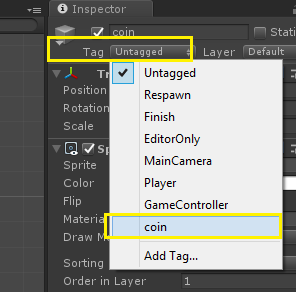 Inspector
coin
Stati
Tag Untagged Layer Default
Untagged
Respawn
Finish
EditorOnly
MainCamera
Player
GameController
coin
Add Tag...
Tr
Position
Rotation
Scale
Sp
Sprite
Color
Flip
Materia
Draw M
Sorting
Order in Layer 1